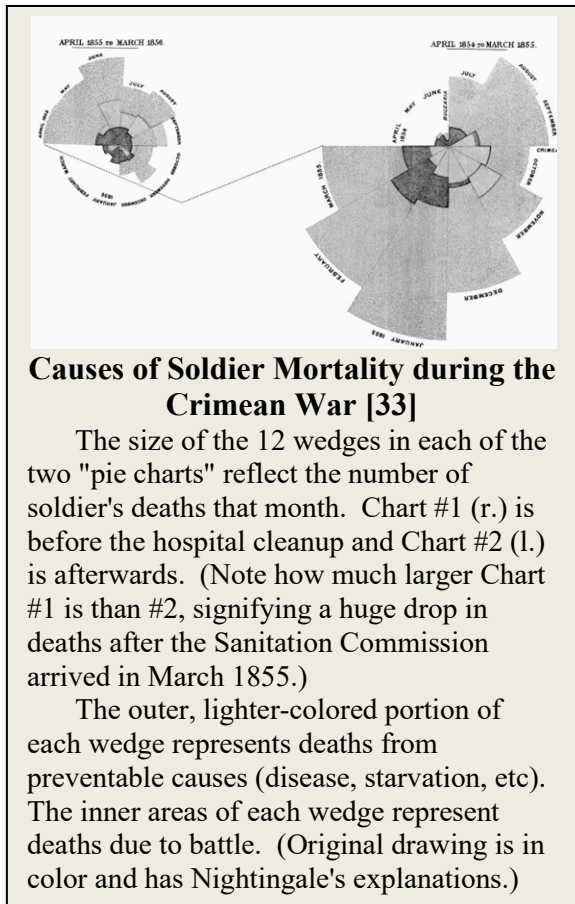 APRIL 1855 TO MARCH 1856.
JUNE
MAY
JULY
AUGUST
APRIL 1855
SEPTEMBER
OCTOBER
NOVEMBER
DECEMBER
JANUARY
1856
FEBRUARY
MARCH
APRIL 1854 TO MARCH 1855.
JULY
AUGUST
JUNE
MAY
BULGARIA
SEPTEMBER
APRIL
1854
CRIMEA
OCTOBER
MARCH 1855.
NOVEMBER
FEBRUARY
DECEMBER
JANUARY 1855
Causes of Soldier Mortality during the
Crimean War [33]
The size of the 12 wedges in each of the
two "pie charts" reflect the number of
soldier's deaths that month. Chart #1 (r.) is
before the hospital cleanup and Chart #2 (l.)
is afterwards. (Note how much larger Chart
#1 is than #2, signifying a huge drop in
deaths after the Sanitation Commission
arrived in March 1855.)
The outer, lighter-colored portion of
each wedge represents deaths from
preventable causes (disease, starvation, etc).
The inner areas of each wedge represent
deaths due to battle. (Original drawing is in
color and has Nightingale's explanations.)